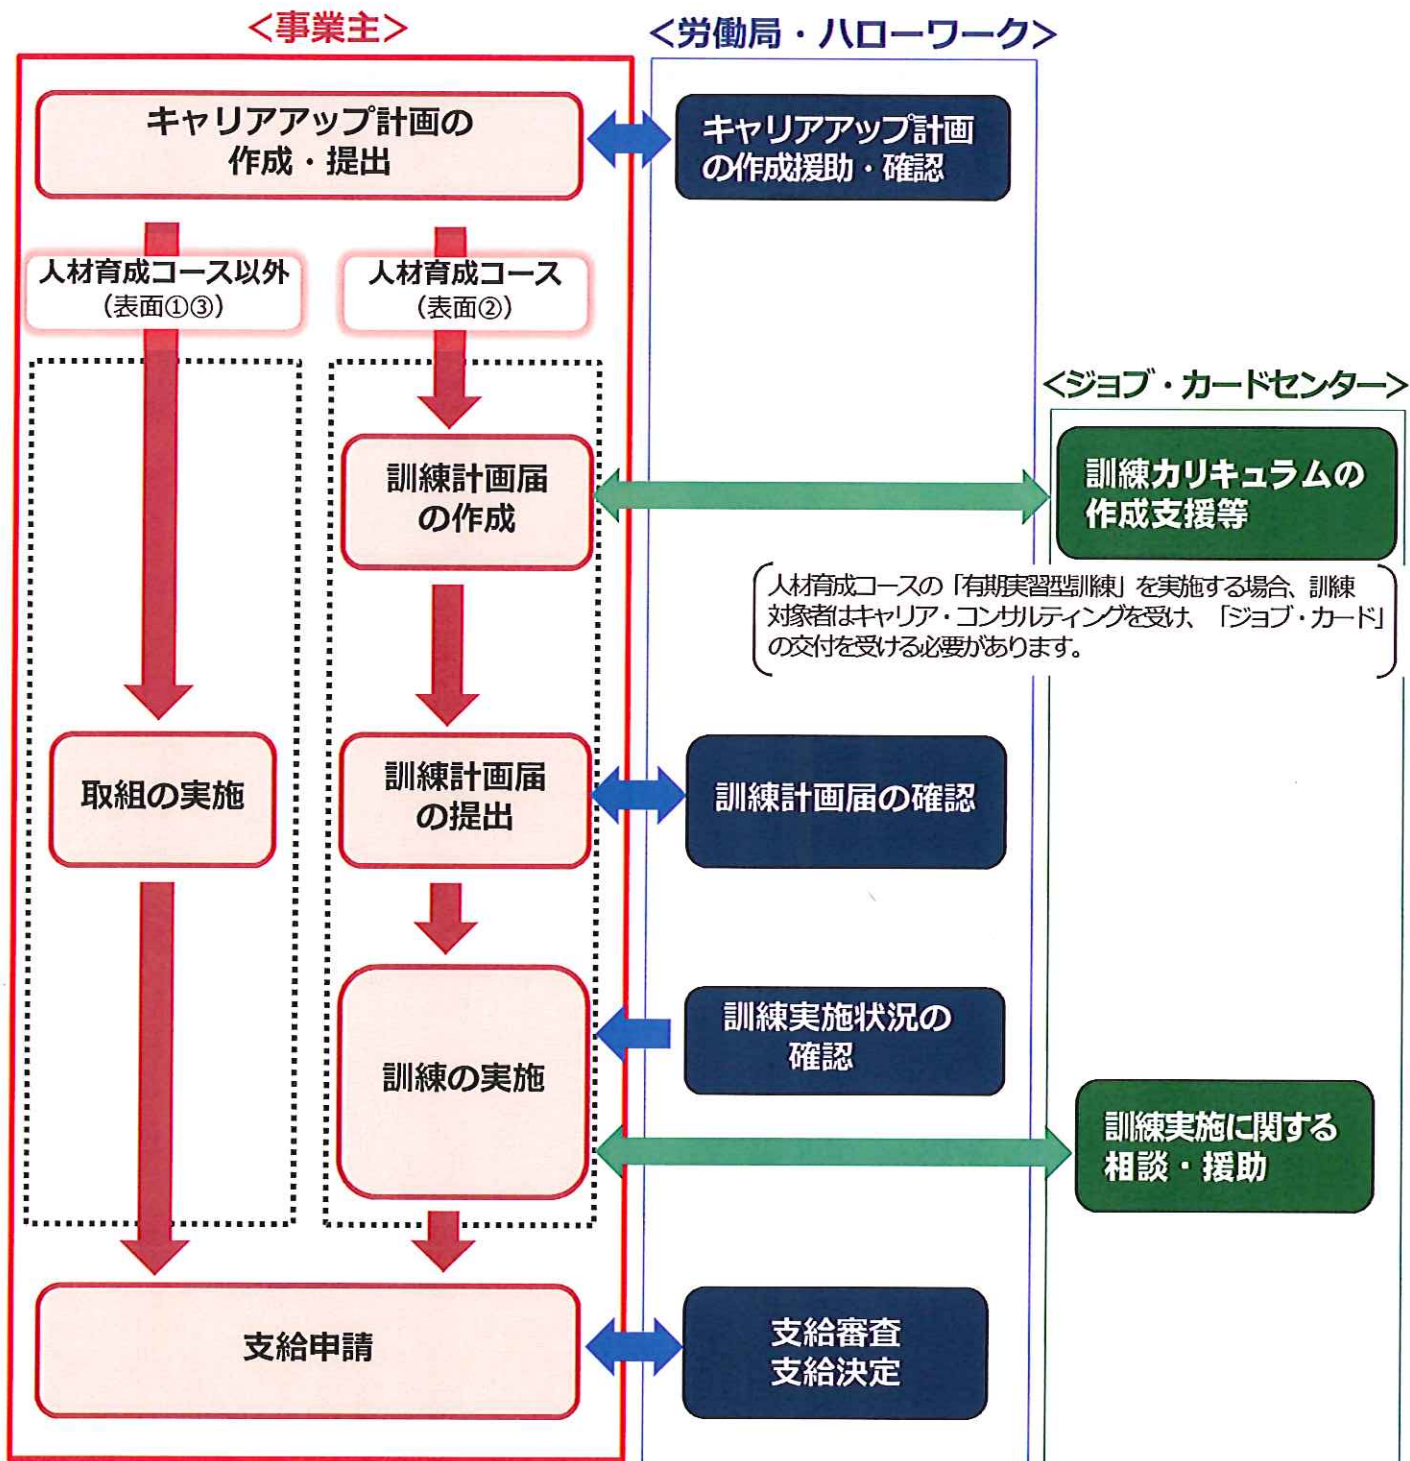 <事業主>
<労働局・ハローワーク>
キャリアアップ計画の
作成・提出
キャリアアップ計画
の作成援助・確認
人材育成コース以外
(表面①③)
人材育成コース
(表面②)
<ジョブ・カードセンター>
訓練計画届
の作成
訓練カリキュラムの
作成支援等
人材育成コースの「有期実習型訓練」を実施する場合、訓練
対象者はキャリア・コンサルティングを受け、「ジョブ・カード」
の交付を受ける必要があります。
取組の実施
訓練計画届
の提出
訓練計画届の確認
訓練実施状況の
確認
訓練の実施
訓練実施に関する
相談・援助
支給申請
支給審査
支給決定